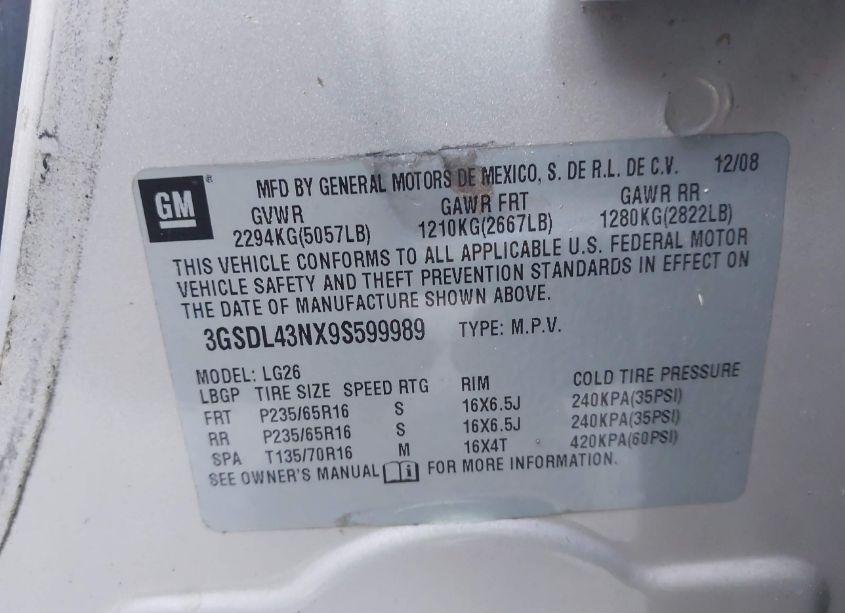 GM ® MFD BY GENERAL MOTORS DE MEXICO, S. DE R.L. DE C.V. 12/08
GVWR GAWR FRT GAWR RR
2294KG(5057LB) 1210KG(2667LB) 1280KG(2822LB)
THIS VEHICLE CONFORMS TO ALL APPLICABLE U.S. FEDERAL MOTOR
VEHICLE SAFETY AND THEFT PREVENTION STANDARDS IN EFFECT ON
THE DATE OF MANUFACTURE SHOWN ABOVE.
3GSDL43NX9S599989 TYPE: M.P.V.
MODEL: LG26
LBGP TIRE SIZE SPEED RTG RIM COLD TIRE PRESSURE
FRT P235/65R16 S 16X6.5J 240KPA(35PSI)
RR P235/65R16 S 16X6.5J 240KPA(35PSI)
SPA T135/70R16 M 16X4T 420KPA(60PSI)
SEE OWNER'S MANUAL FOR MORE INFORMATION.